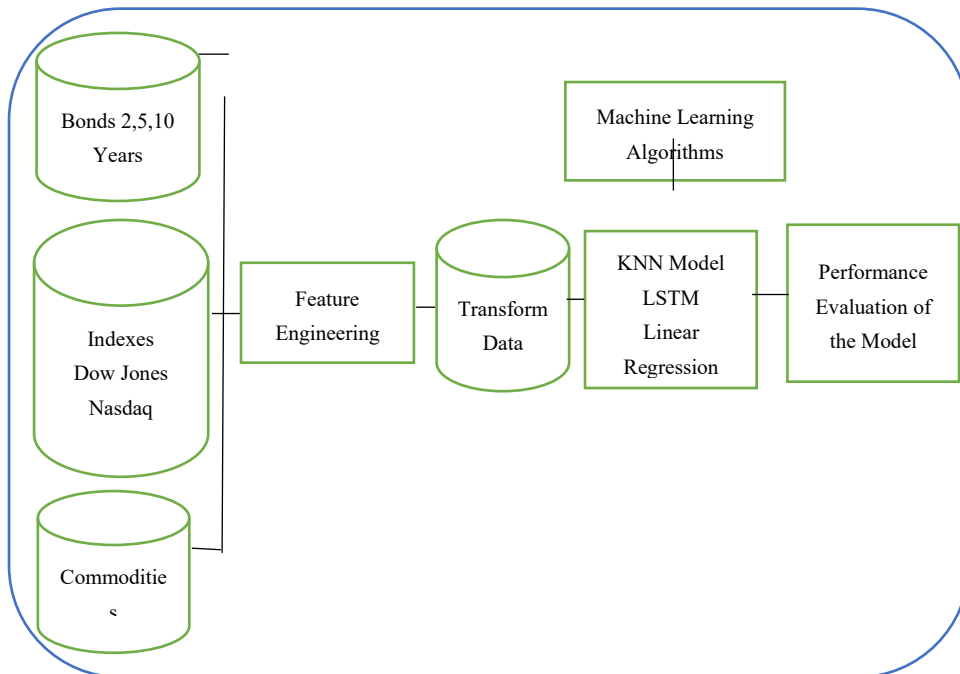 Bonds 2,5,10
Years
Indexes
Dow Jones
Nasdaq
Commoditie
s
Feature
Engineering
Transform
Data
Machine Learning
Algorithms
KNN Model
LSTM
Linear
Regression
Performance
Evaluation of
the Model